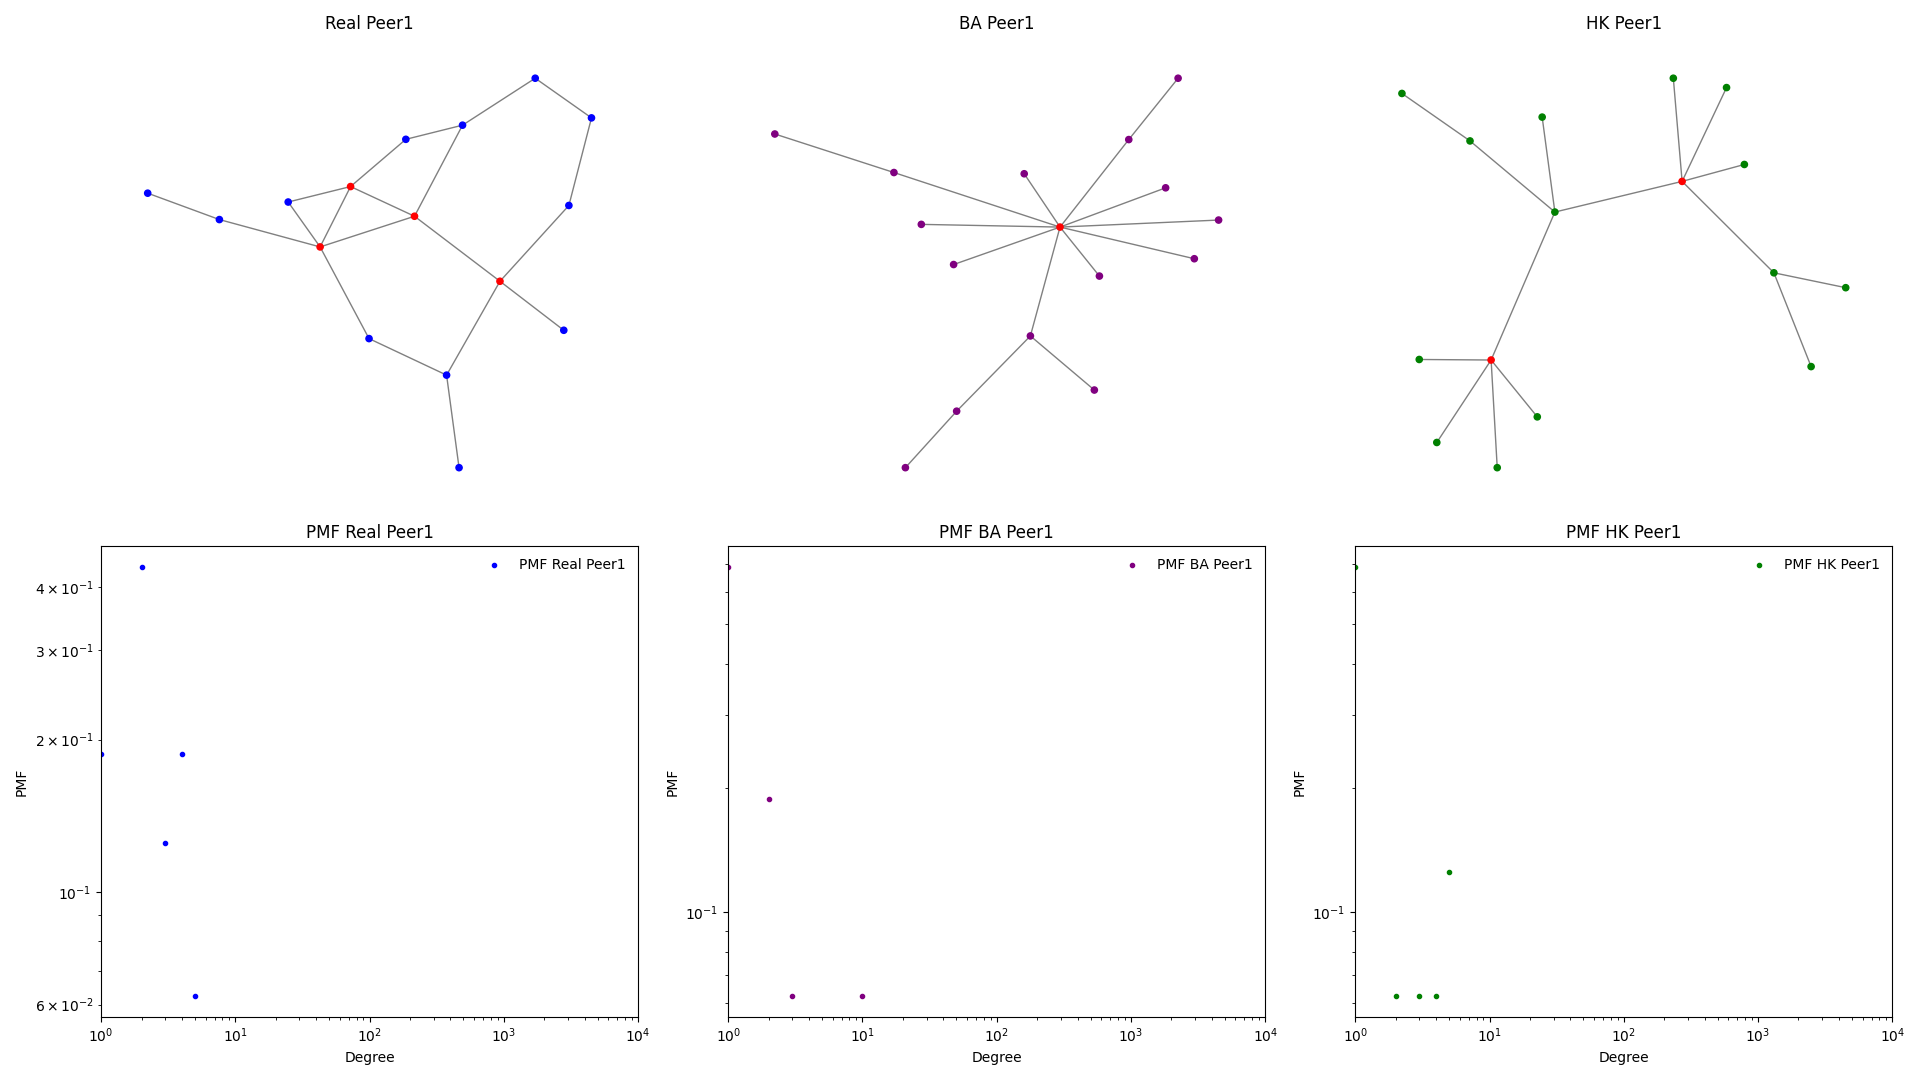 Real Peer1
BA Peer1
HK Peer1
PMF Real Peer1
PMF Real Peer1
4 × 10⁻¹
3 × 10⁻¹
2 × 10⁻¹
10⁻¹
6 × 10⁻²
PMF
10⁰ 10¹ 10² 10³ 10⁴
Degree
PMF BA Peer1
PMF BA Peer1
10⁻¹
PMF
10⁰ 10¹ 10² 10³ 10⁴
Degree
PMF HK Peer1
PMF HK Peer1
10⁻¹
PMF
10⁰ 10¹ 10² 10³ 10⁴
Degree